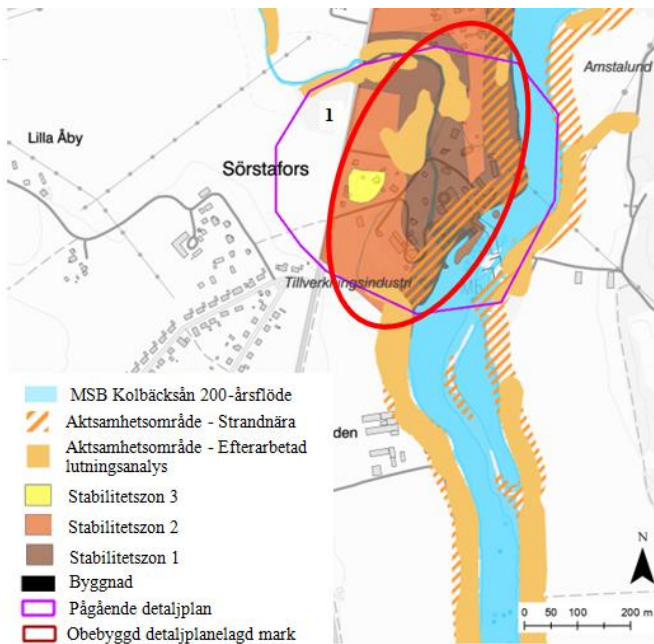 Amstalund
1
Lilla Åby
Sörstafors
Tillverkningsindustri
MSB Kolbäcksån 200-årsflöde
Aktsamhetsområde - Strandnära
Aktsamhetsområde - Efterarbetad
lutningsanalys
den
Stabilitetszon 3
Stabilitetszon 2
Stabilitetszon 1
Byggnad
Pågående detaljplan
Obebyggd detaljplanelagd mark
N
0 50 100 200 m